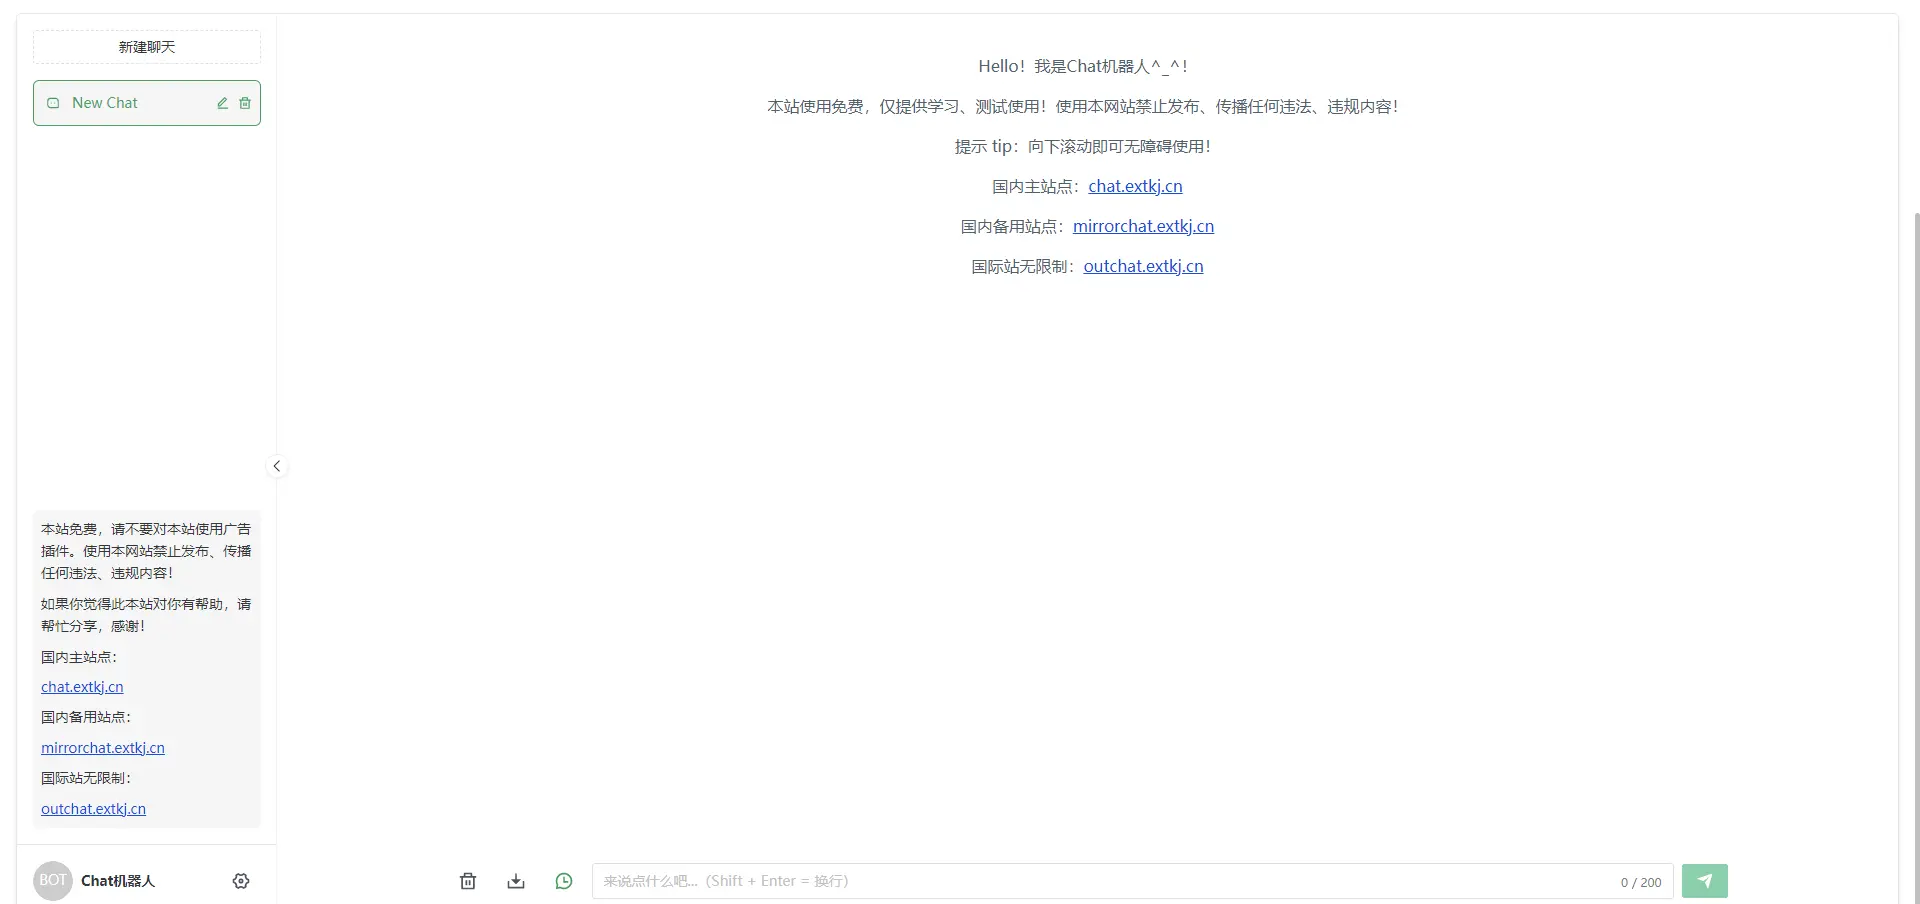 新建聊天
New Chat
本站免费，请不要对本站使用广告
插件。使用本网站禁止发布、传播
任何违法、违规内容！
如果你觉得此本站对你有帮助，请
帮忙分享，感谢！
国内主站点：
chat.extkj.cn
国内备用站点：
mirrorchat.extkj.cn
国际站无限制：
outchat.extkj.cn
BOT Chat机器人
Hello！我是Chat机器人^_^！
本站使用免费，仅提供学习、测试使用！使用本网站禁止发布、传播任何违法、违规内容！
提示 tip：向下滚动即可无障碍使用！
国内主站点：chat.extkj.cn
国内备用站点：mirrorchat.extkj.cn
国际站无限制：outchat.extkj.cn
来说点什么吧...（Shift + Enter = 换行） 0 / 200